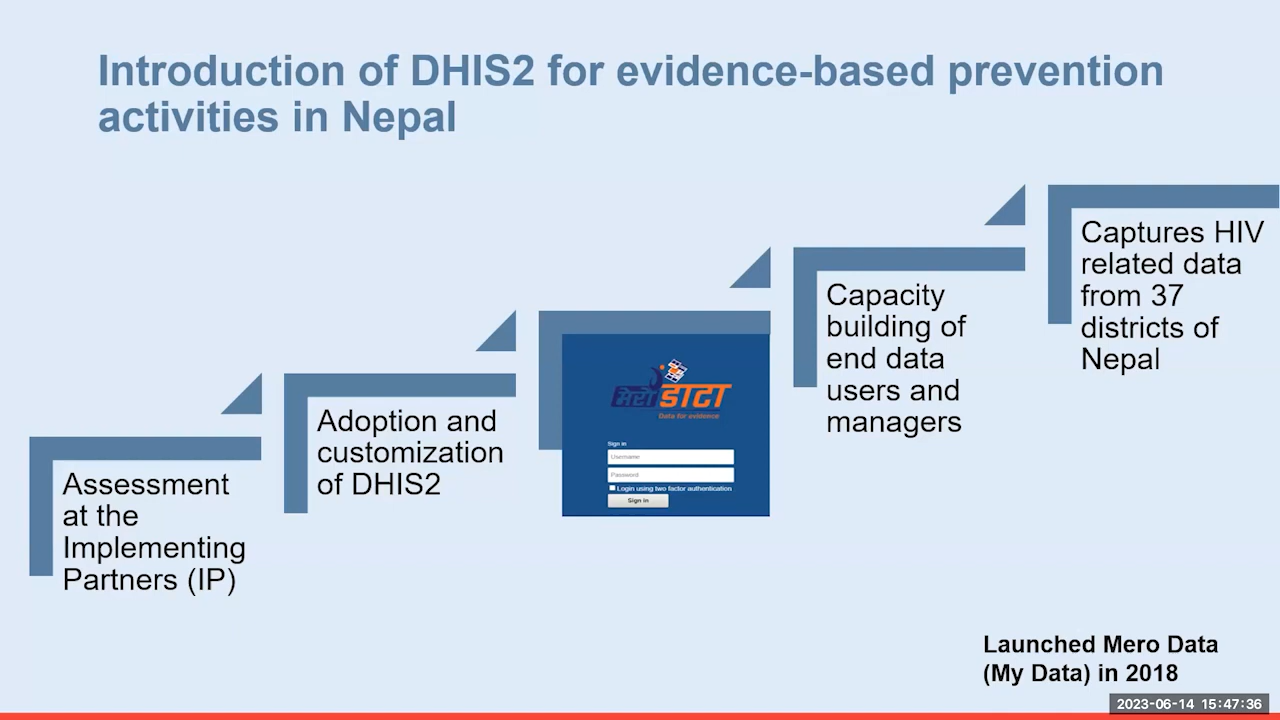 Introduction of DHIS2 for evidence-based prevention
activities in Nepal
Assessment
at the
Implementing
Partners (IP)
Adoption and
customization
of DHIS2
मेरो डाटा
Data for evidence
Sign in
Username
Password
Login using two factor authentication
Sign in
Capacity
building of
end data
users and
managers
Captures HIV
related data
from 37
districts of
Nepal
Launched Mero Data
(My Data) in 2018
2023-06-14 15:47:36